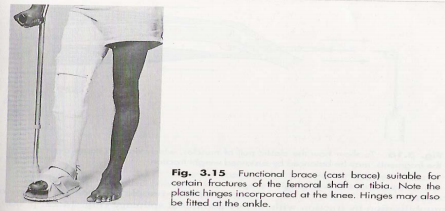 Fig. 3.15 Functional brace (cast brace) suitable for
certain fractures of the femoral shaft or tibia. Note the
plastic hinges incorporated at the knee. Hinges may also
be fitted at the ankle.